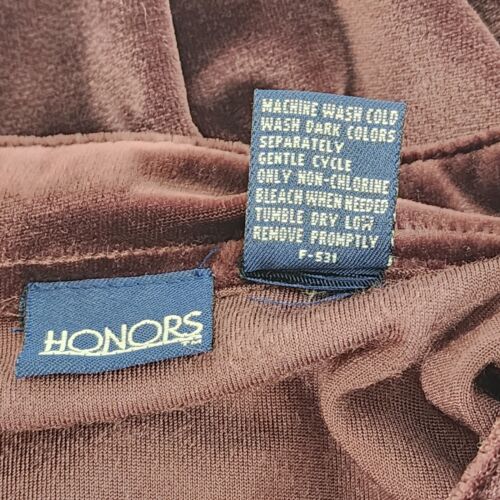 MACHINE WASH COLD
WASH DARK COLORS
SEPARATELY
GENTLE CYCLE
ONLY NON-CHLORINE
BLEACH WHEN NEEDED
TUMBLE DRY LOW
REMOVE PROMPTLY
F-531
HONORS